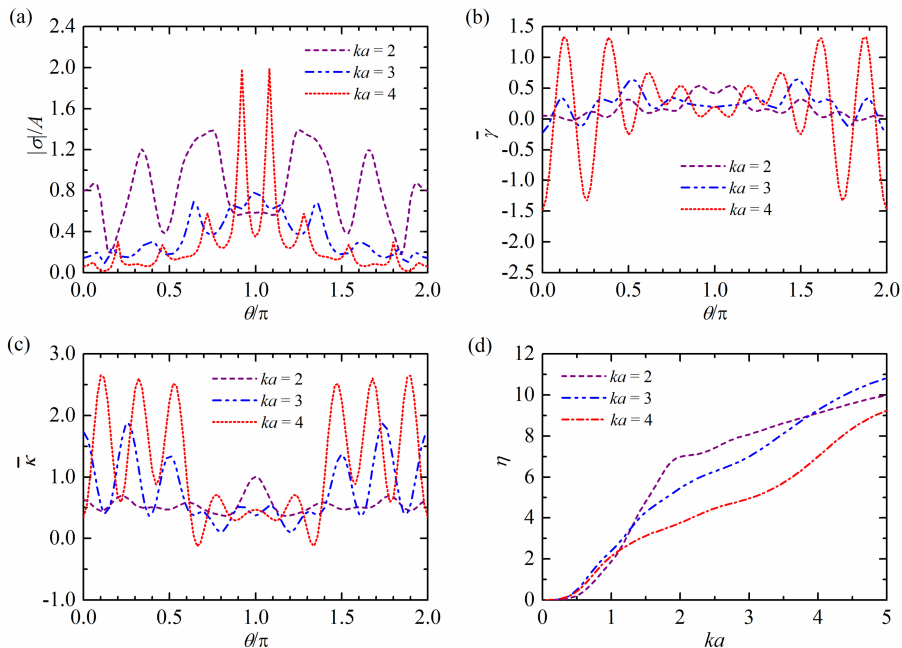 (a)
|σ|/A
2.4
2.0
1.6
1.2
0.8
0.4
0.0
ka = 2
ka = 3
ka = 4
0.0 0.5 1.0 1.5 2.0
θ/π
(b)
γ̅
1.5
1.0
0.5
0.0
-0.5
-1.0
-1.5
-2.0
-2.5
ka = 2
ka = 3
ka = 4
0.0 0.5 1.0 1.5 2.0
θ/π
(c)
κ̅
3.0
2.0
1.0
0.0
-1.0
ka = 2
ka = 3
ka = 4
0.0 0.5 1.0 1.5 2.0
θ/π
(d)
η
12
10
8
6
4
2
0
ka = 2
ka = 3
ka = 4
0 1 2 3 4 5
ka